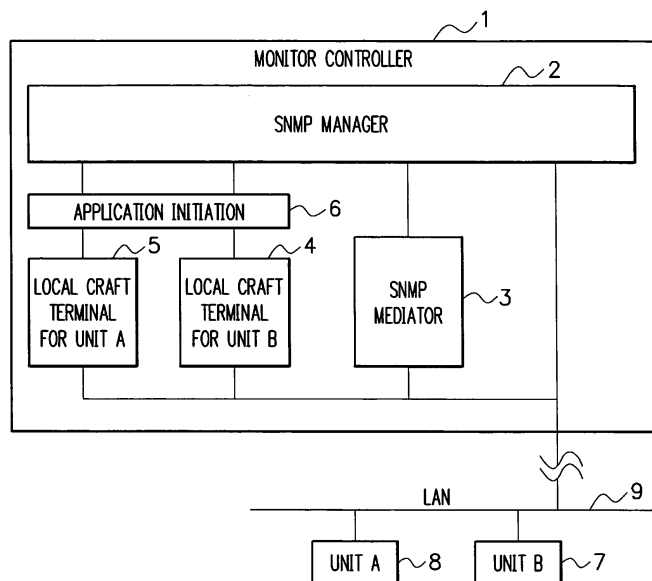 1
MONITOR CONTROLLER
2
SNMP MANAGER
APPLICATION INITIATION
6
5
LOCAL CRAFT
TERMINAL
FOR UNIT A
4
LOCAL CRAFT
TERMINAL
FOR UNIT B
SNMP
MEDIATOR
3
LAN
9
UNIT A
8
UNIT B
7